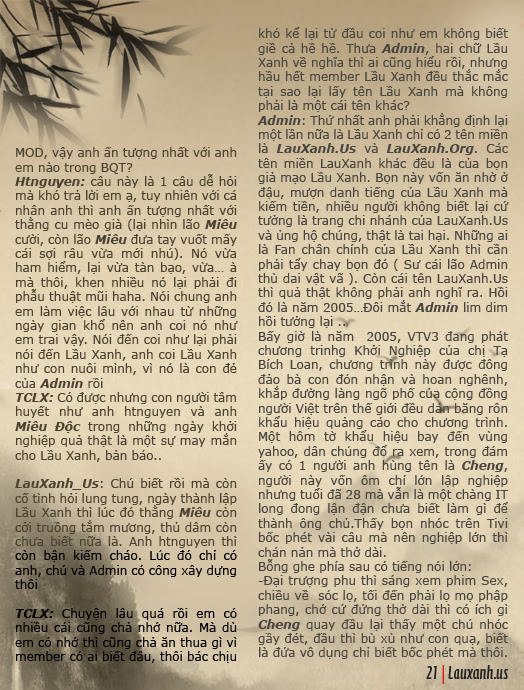 MOD, vậy anh ấn tượng nhất với anh
em nào trong BQT?
Htnguyen: câu này là 1 câu dễ hỏi
mà khó trả lời em ạ, tuy nhiên với cá
nhân anh thì anh ấn tượng nhất với
thằng cu mèo già (lại nhìn lão Miêu
cười, còn lão Miêu đưa tay vuốt mấy
cái sợi râu vừa mới nhú). Nó vừa
ham hiểm, lại vừa tàn bạo, vừa… à
mà thôi, khen nhiều nó lại phải đi
phẫu thuật mũi haha. Nói chung anh
em làm việc lâu với nhau từ những
ngày gian khổ nên anh coi nó như
em trai vậy. Nói đến coi như lại phải
nói đến Lầu Xanh, anh coi Lầu Xanh
như con nuôi mình, vì nó là con đẻ
của Admin rồi
TCLX: Có được nhưng con người tâm
huyết như anh htnguyen và anh
Miêu Độc trong những ngày khởi
nghiệp quả thật là một sự may mắn
cho Lầu Xanh, bản báo..
LauXanh_Us: Chú biết rồi mà còn
cố tình hỏi lung tung, ngày thành lập
Lầu Xanh thì lúc đó thằng Miêu còn
cởi truồng tắm mương, thủ dâm còn
chưa biết nữa là. Anh htnguyen thì
còn bận kiếm cháo. Lúc đó chỉ có
anh, chú và Admin có công xây dựng
thôi
TCLX: Chuyện lâu quá rồi em có
nhiều cái cũng chả nhớ nữa. Mà dù
em có nhớ thì cũng chả ăn thua gì vì
member có ai biết đâu, thôi bác chịu
khó kể lại từ đầu coi như em không biết
giề cả hề hề. Thưa Admin, hai chữ Lầu
Xanh về nghĩa thì ai cũng hiểu rồi, nhưng
hầu hết member Lầu Xanh đều thắc mắc
tại sao lại lấy tên Lầu Xanh mà không
phải là một cái tên khác?
Admin: Thứ nhất anh phải khẳng định lại
một lần nữa là Lầu Xanh chỉ có 2 tên miền
là LauXanh.Us và LauXanh.Org. Các
tên miền LauXanh khác đều là của bọn
giả mạo Lầu Xanh. Bọn này vốn ăn nhờ ở
đậu, mượn danh tiếng của Lầu Xanh mà
kiếm tiền, nhiều người không biết lại cứ
tưởng là trang chi nhánh của LauXan.Us
và ủng hộ chúng, thật là tai hại. Những ai
là Fan chân chính của Lầu Xanh thì cần
phải tẩy chay bọn đó ( Sư cái lão Admin
thù dai vật vã ). Còn cái tên LauXanh.Us
thì quả thật không phải anh nghĩ ra. Hồi
đó là năm 2005…Đôi mắt Admin lim dim
hồi tưởng lại ..
Bấy giờ là năm 2005, VTV3 đang phát
chương trinhg Khởi Nghiệp của chị Tạ
Bích Loan, chương trình này được đông
đảo bà con đón nhận và hoan nghênh,
khắp đường làng ngõ phố của cộng đồng
người Việt trên thế giới đều dán băng rôn
khẩu hiệu quảng cáo cho chương trình.
Một hôm tờ khẩu hiệu bay đến vùng
yahoo, dân chúng đổ ra xem, trong đám
ấy có 1 người anh hùng tên là Cheng,
người này vốn ôm chí lớn lập nghiệp
nhưng tuổi đã 28 mà vẫn là một chàng IT
long đong lận đận chưa biết làm gì để
thành ông chủ.Thấy bọn nhóc trên Tivi
bốc phét vài câu mà nên nghiệp lớn thì
chán nản mà thở dài.
Bỗng ghe phía sau có tiếng nói lớn:
-Đại trượng phu thì sáng xem phim Sex,
chiều về sóc lọ, tối đến phải lọ mọ phập
phang, chớ cứ đứng thở dài thì có ích gì
Cheng quay đầu lại thấy một chú nhóc
gầy đét, đầu thì bù xù như con quạ, biết
là đứa vô dụng chỉ biết bốc phét mà thôi.
21 | Lauxanh.us